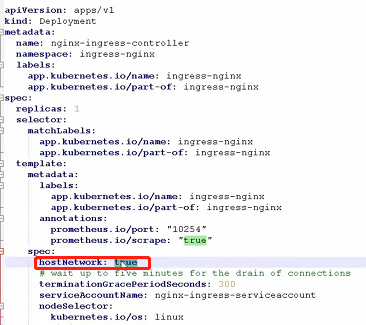 apiVersion: apps/v1
kind: Deployment
metadata:
  name: nginx-ingress-controller
  namespace: ingress-nginx
  labels:
    app.kubernetes.io/name: ingress-nginx
    app.kubernetes.io/part-of: ingress-nginx
spec:
  replicas: 1
  selector:
    matchLabels:
      app.kubernetes.io/name: ingress-nginx
      app.kubernetes.io/part-of: ingress-nginx
  template:
    metadata:
      labels:
        app.kubernetes.io/name: ingress-nginx
        app.kubernetes.io/part-of: ingress-nginx
      annotations:
        prometheus.io/port: "10254"
        prometheus.io/scrape: "true"
    spec:
      hostNetwork: true
      # wait up to five minutes for the drain of connections
      terminationGracePeriodSeconds: 300
      serviceAccountName: nginx-ingress-serviceaccount
      nodeSelector:
        kubernetes.io/os: linux